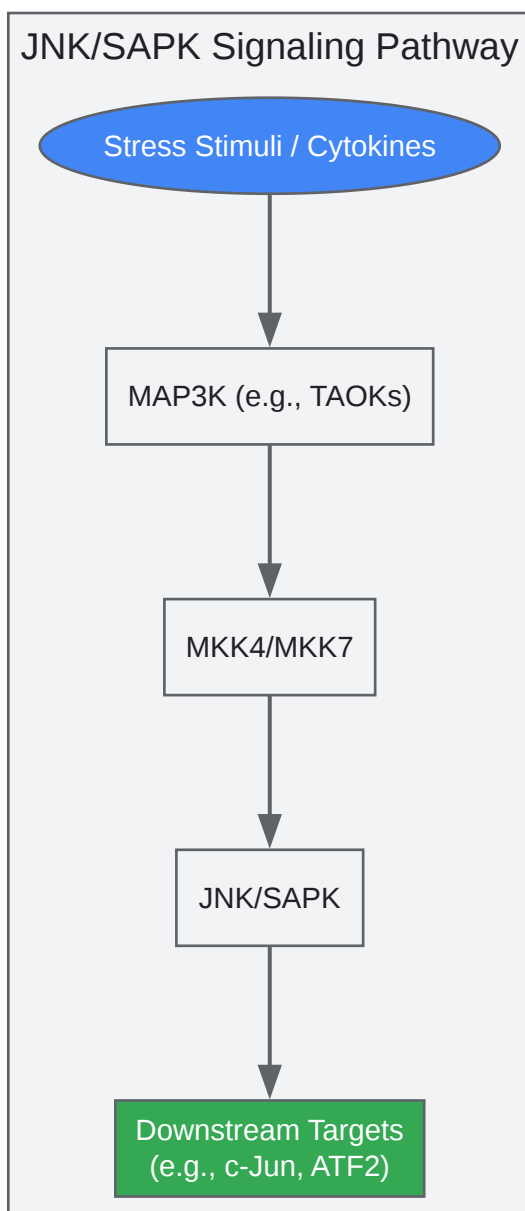 JNK/SAPK Signaling Pathway
Stress Stimuli / Cytokines
MAP3K (e.g., TAOKs)
MKK4/MKK7
JNK/SAPK
Downstream Targets
(e.g., c-Jun, ATF2)